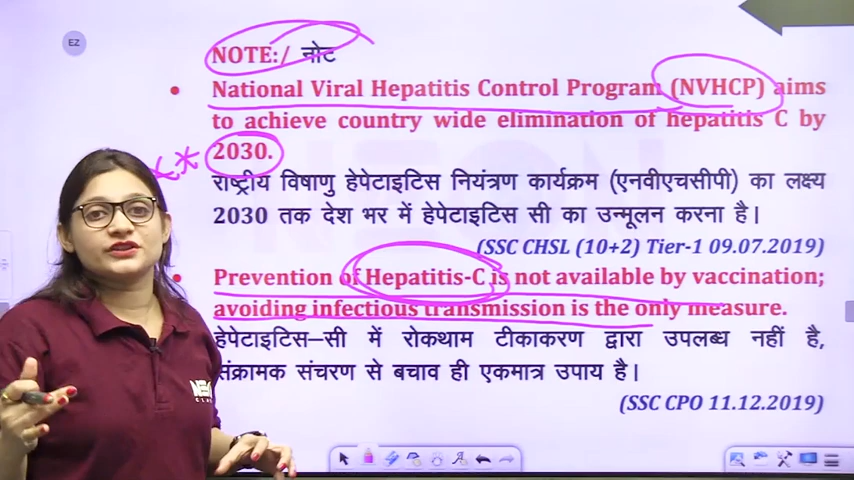 EZ
NOTE:/ नोट
• National Viral Hepatitis Control Program (NVHCP) aims
to achieve country wide elimination of hepatitis C by
2030.
राष्ट्रीय विषाणु हेपेटाइटिस नियंत्रण कार्यक्रम (एनवीएचसीपी) का लक्ष्य
2030 तक देश भर में हेपेटाइटिस सी का उन्मूलन करना है।
(SSC CHSL (10+2) Tier-1 09.07.2019)
• Prevention of Hepatitis-C is not available by vaccination;
avoiding infectious transmission is the only measure.
हेपेटाइटिस–सी में रोकथाम टीकाकरण द्वारा उपलब्ध नहीं है,
संक्रामक संचरण से बचाव ही एकमात्र उपाय है।
(SSC CPO 11.12.2019)
NEON